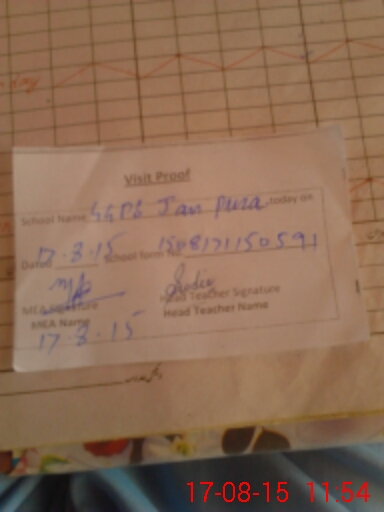 Visit Proof
School Name GGPS Jan pura today on
Dated 17.8.15 School form No. 1508171150591
MEA Signature Head Teacher Signature
MEA Name Head Teacher Name
17.8.15
17-08-15 11:54